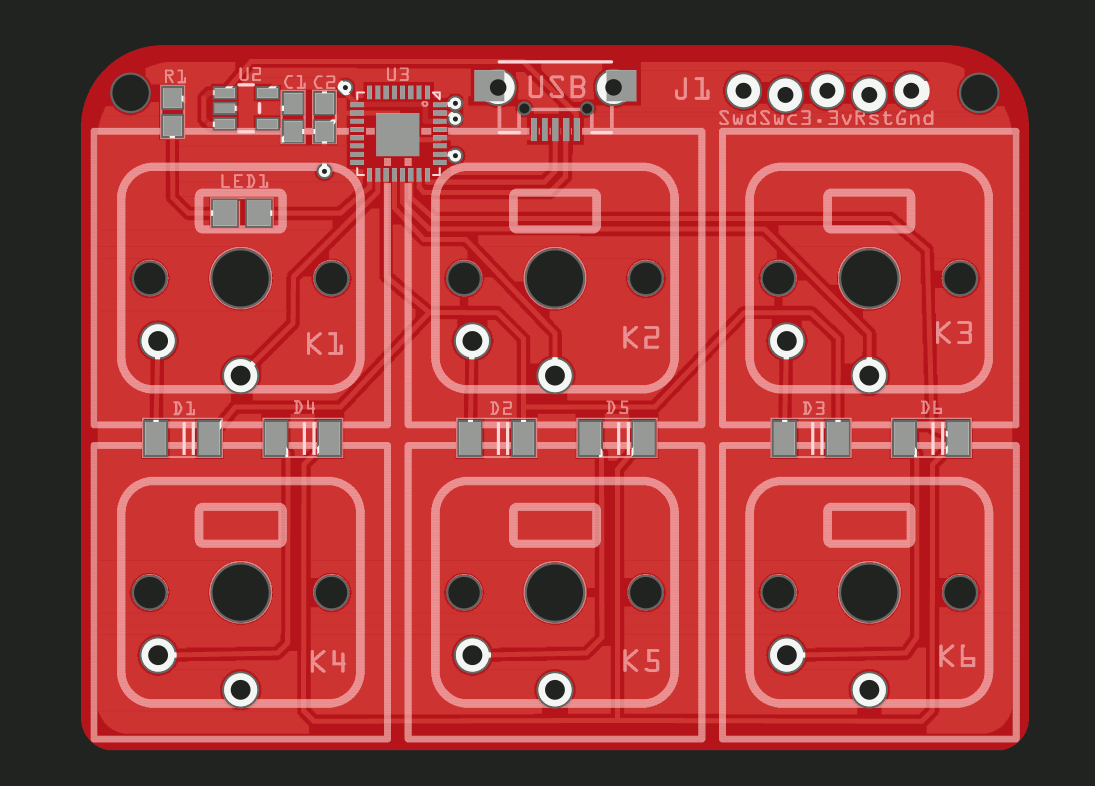 R1 U2 C1 C2 U3 USB J1
SwdSwc3.3vRstGnd
LED1
K1 K2 K3
D1 D4 D2 D5 D3 D6
K4 K5 K6